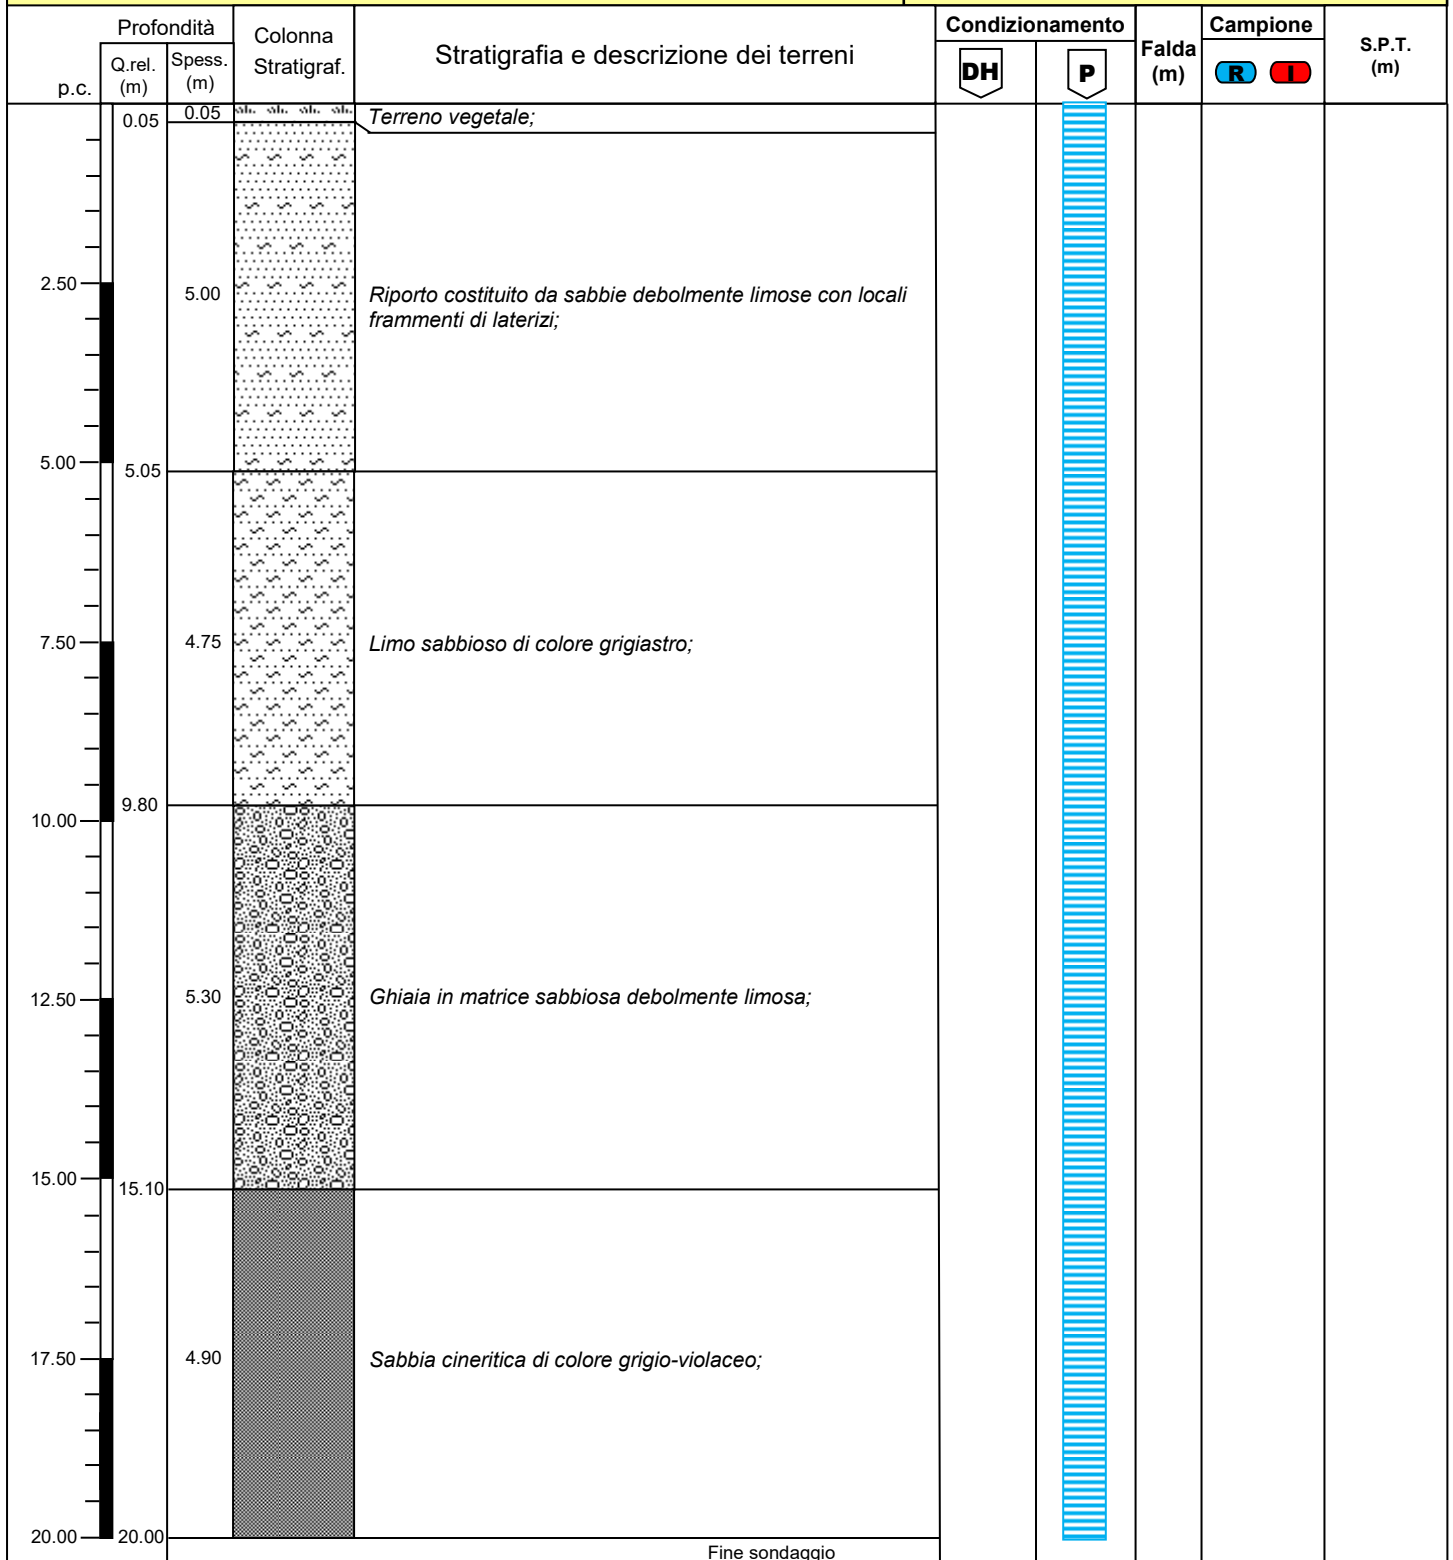 Profondità
Colonna
Stratigraf.
Stratigrafia e descrizione dei terreni
Condizionamento
Falda
(m)
Campione
S.P.T.
(m)
p.c.
Q.rel.
(m)
Spess.
(m)
DH
P
R
I
0.05
0.05
Terreno vegetale;
2.50
5.00
Riporto costituito da sabbie debolmente limose con locali
frammenti di laterizi;
5.00
5.05
7.50
4.75
Limo sabbioso di colore grigiastro;
9.80
10.00
12.50
5.30
Ghiaia in matrice sabbiosa debolmente limosa;
15.00
15.10
17.50
4.90
Sabbia cineritica di colore grigio-violaceo;
20.00
20.00
Fine sondaggio